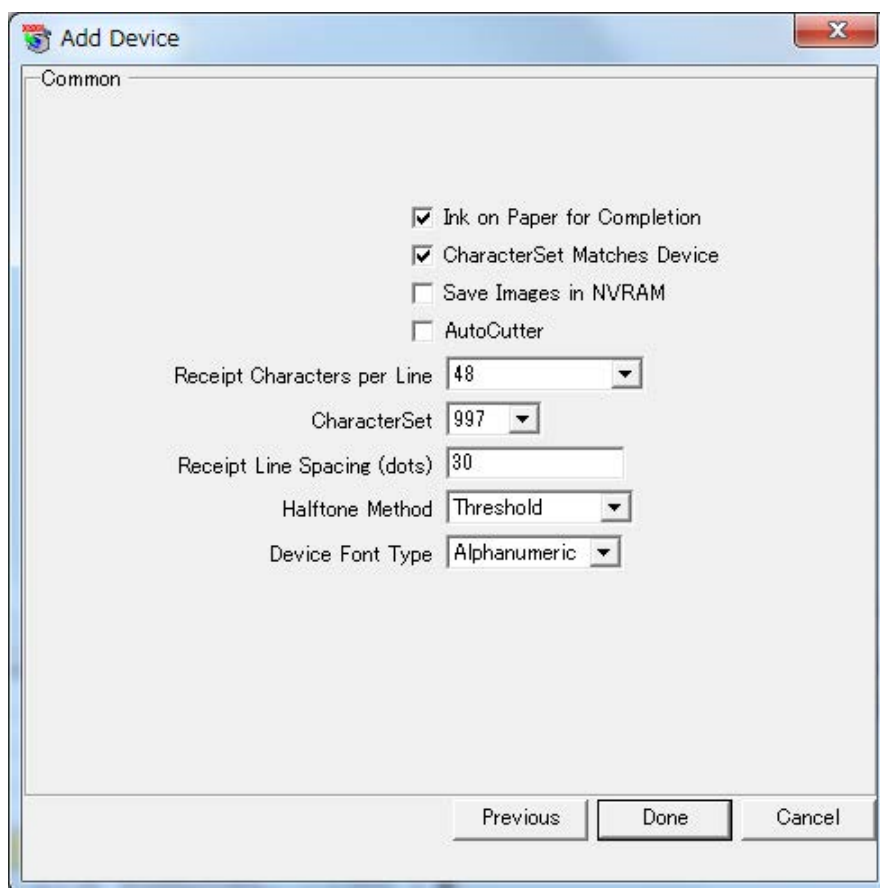 Add Device
Common
Ink on Paper for Completion
CharacterSet Matches Device
Save Images in NVRAM
AutoCutter
Receipt Characters per Line 48
CharacterSet 997
Receipt Line Spacing (dots) 30
Halftone Method Threshold
Device Font Type Alphanumeric
Previous Done Cancel